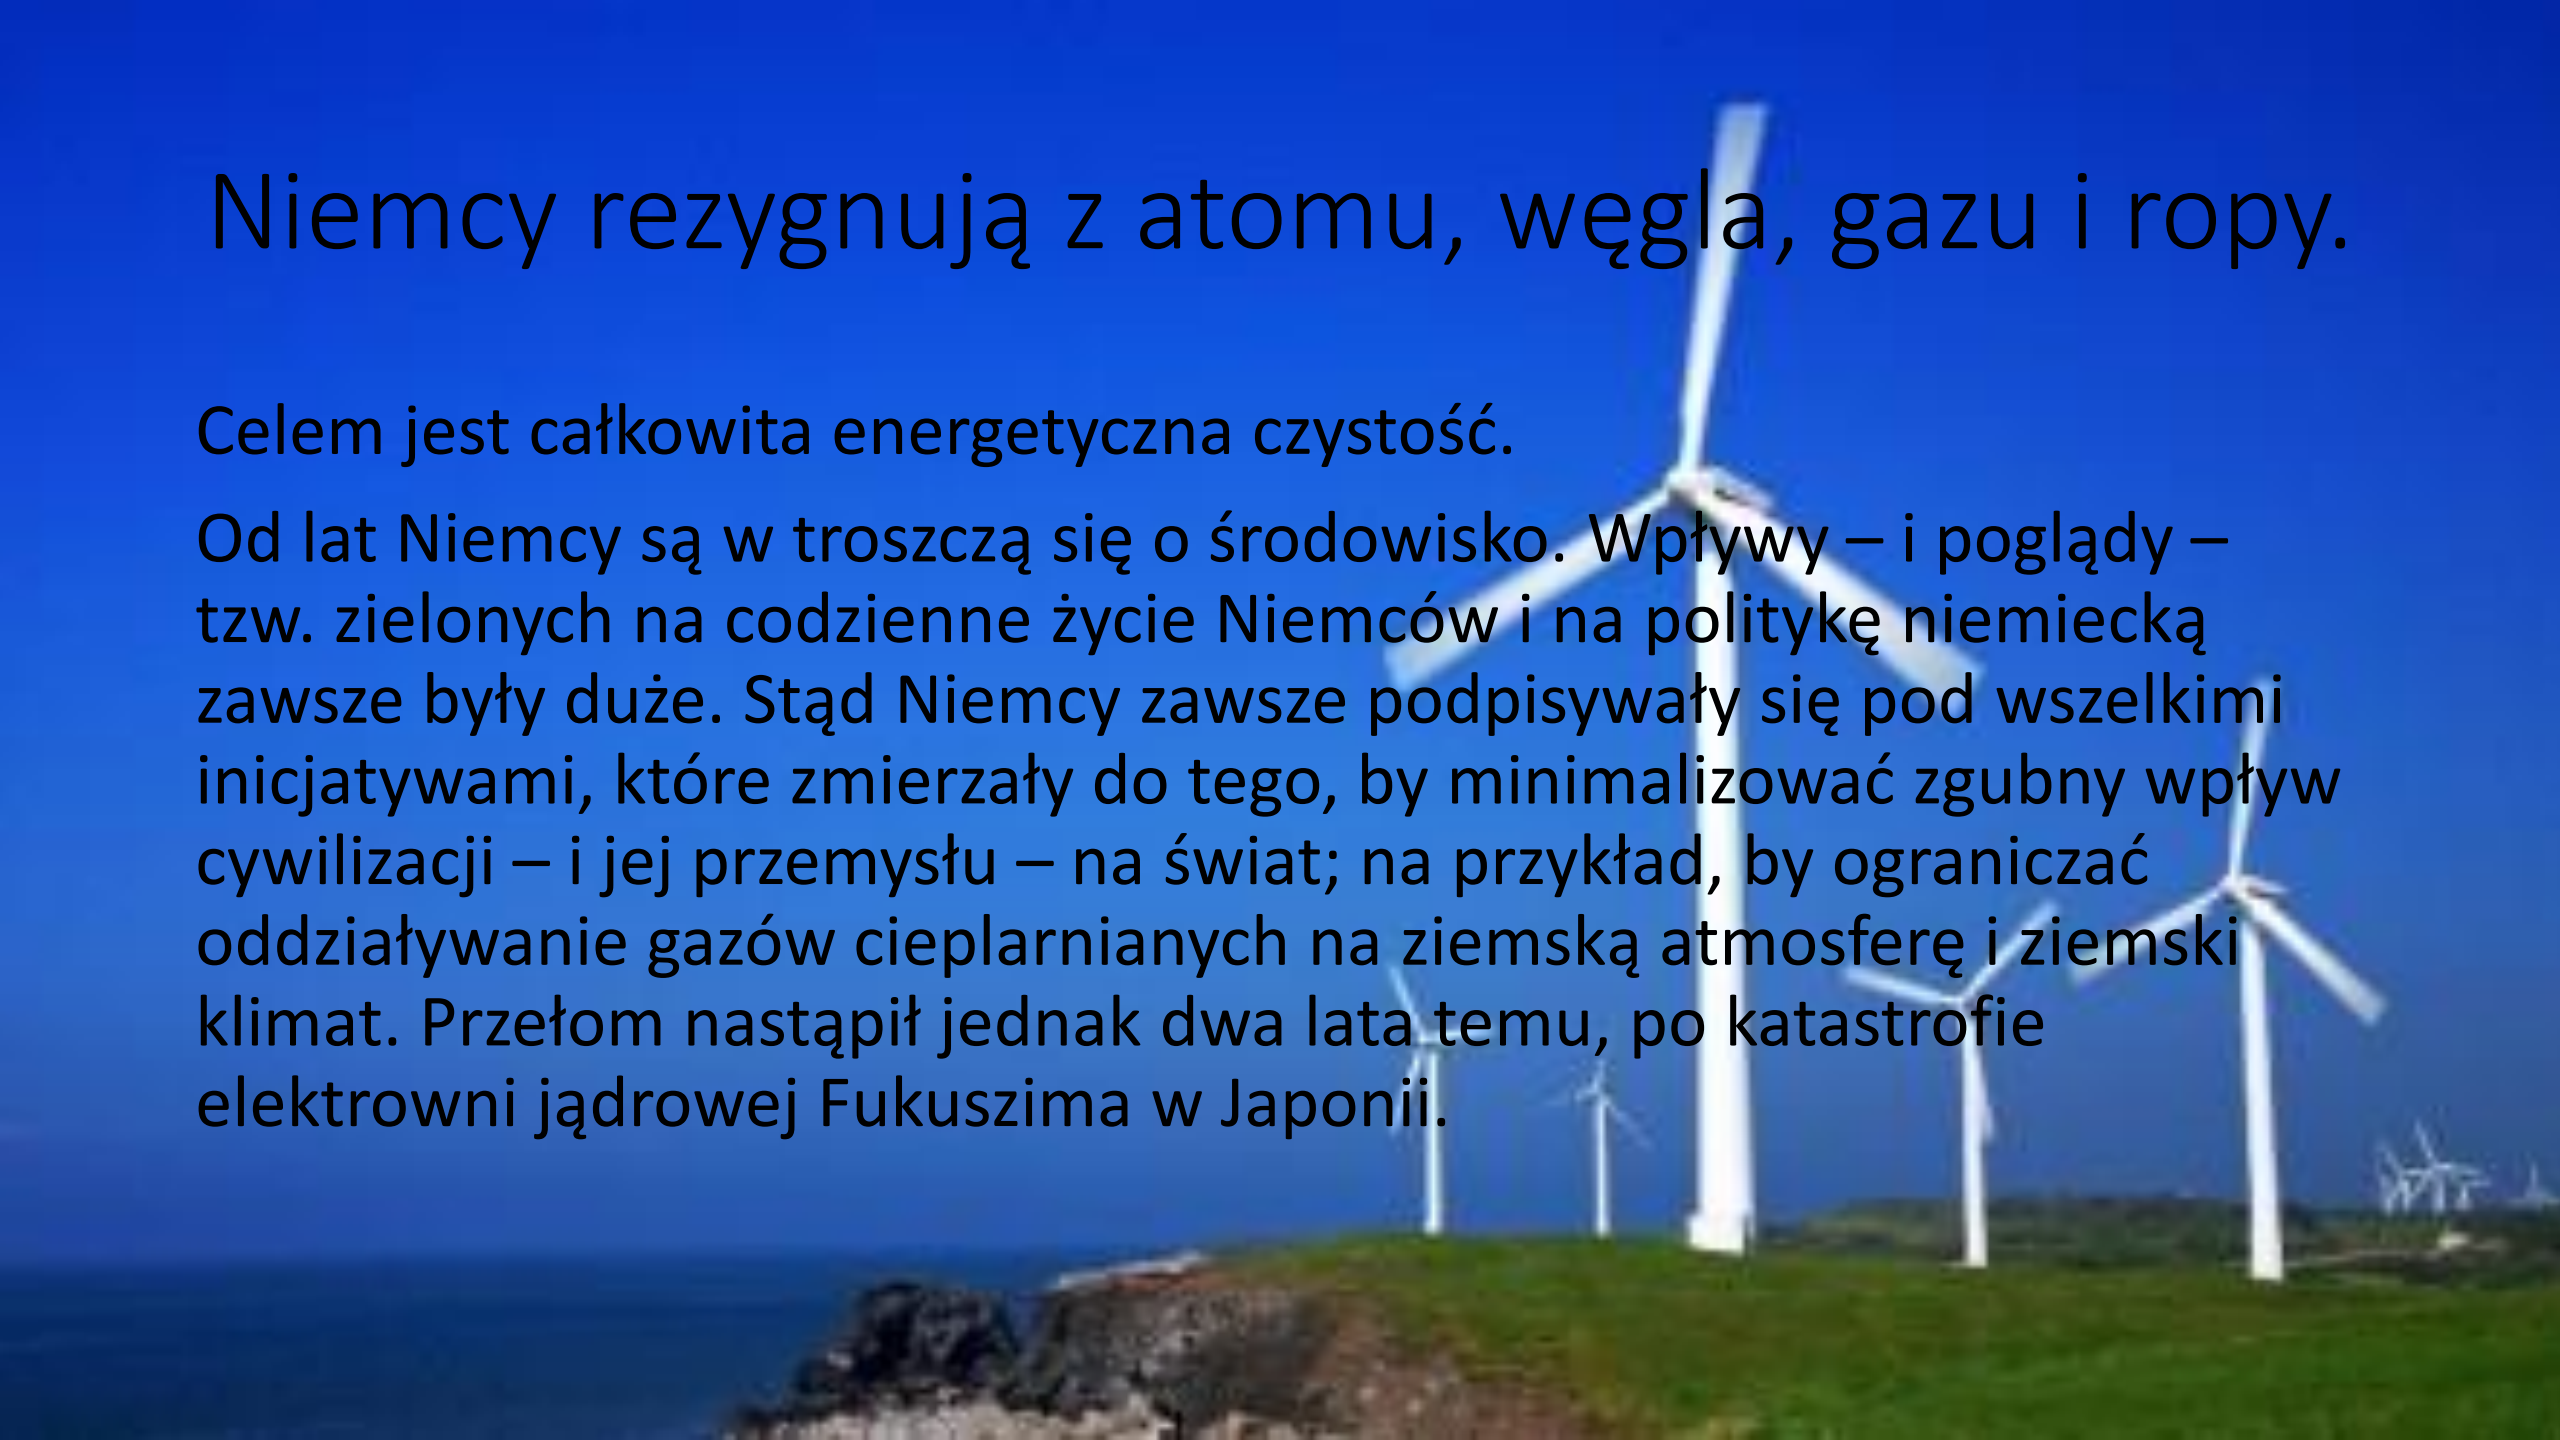 Niemcy rezygnują z atomu, węgla, gazu i ropy.
Celem jest całkowita energetyczna czystość.
Od lat Niemcy są w troszczą się o środowisko. Wpływy – i poglądy –
tzw. zielonych na codzienne życie Niemców i na politykę niemiecką
zawsze były duże. Stąd Niemcy zawsze podpisywały się pod wszelkimi
inicjatywami, które zmierzały do tego, by minimalizować zgubny wpływ
cywilizacji – i jej przemysłu – na świat; na przykład, by ograniczać
oddziaływanie gazów cieplarnianych na ziemską atmosferę i ziemski
klimat. Przełom nastąpił jednak dwa lata temu, po katastrofie
elektrowni jądrowej Fukuszima w Japonii.